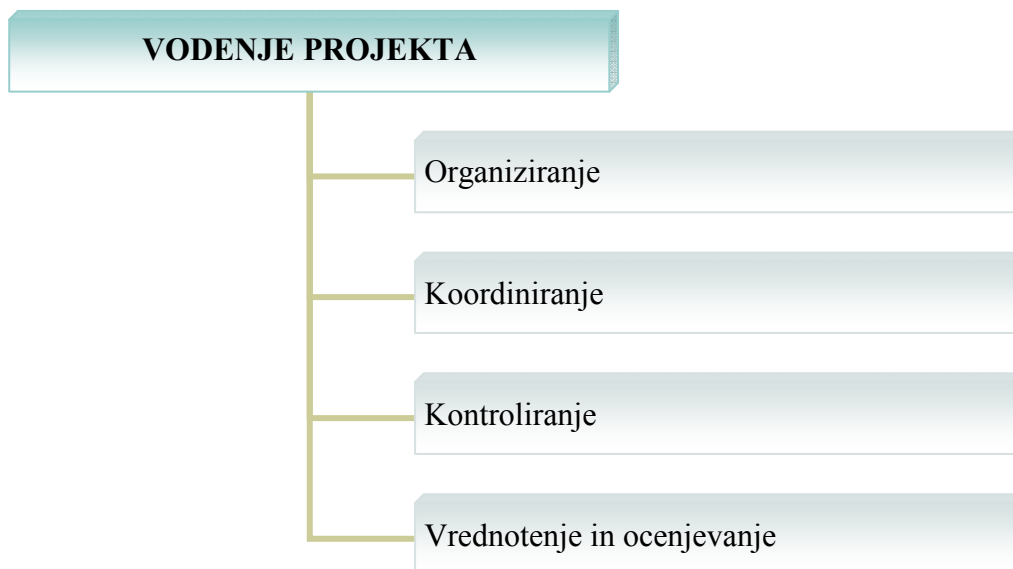 VODENJE PROJEKTA
Organiziranje
Koordiniranje
Kontroliranje
Vrednotenje in ocenjevanje